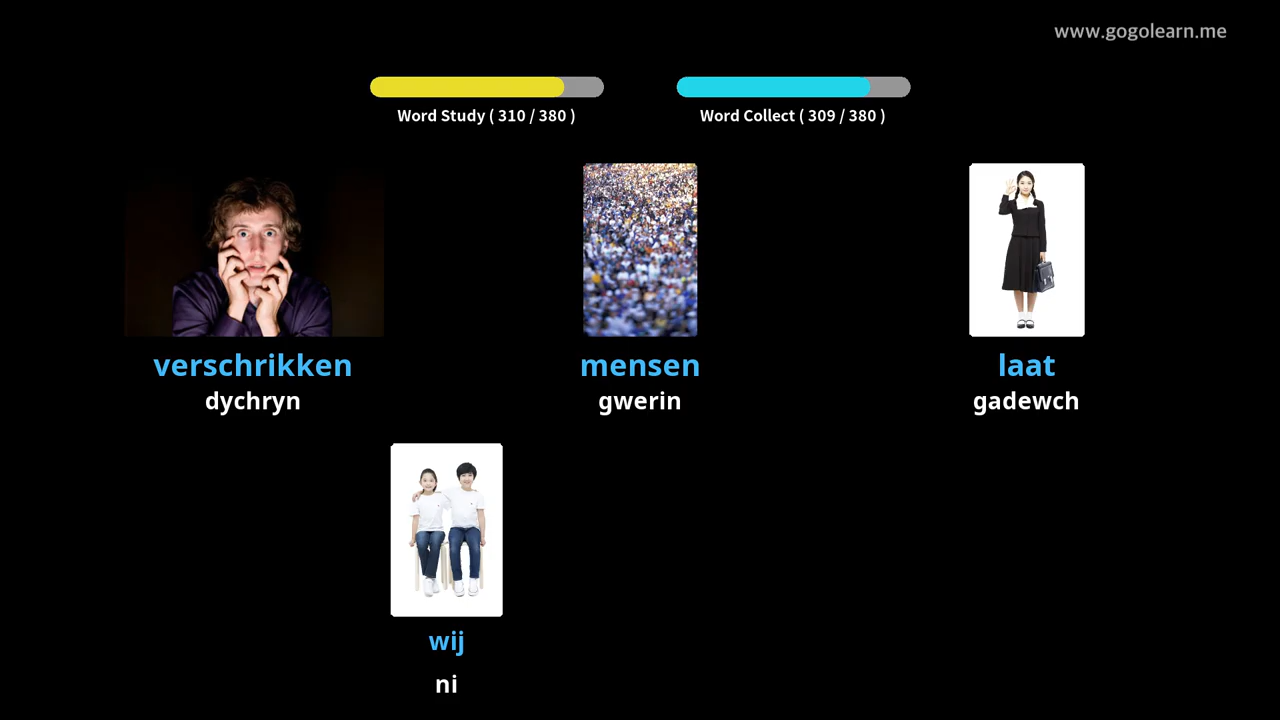 www.gogolearn.me
Word Study ( 310 / 380 )
Word Collect ( 309 / 380 )
verschrikken
dychryn
mensen
gwerin
laat
gadewch
wij
ni